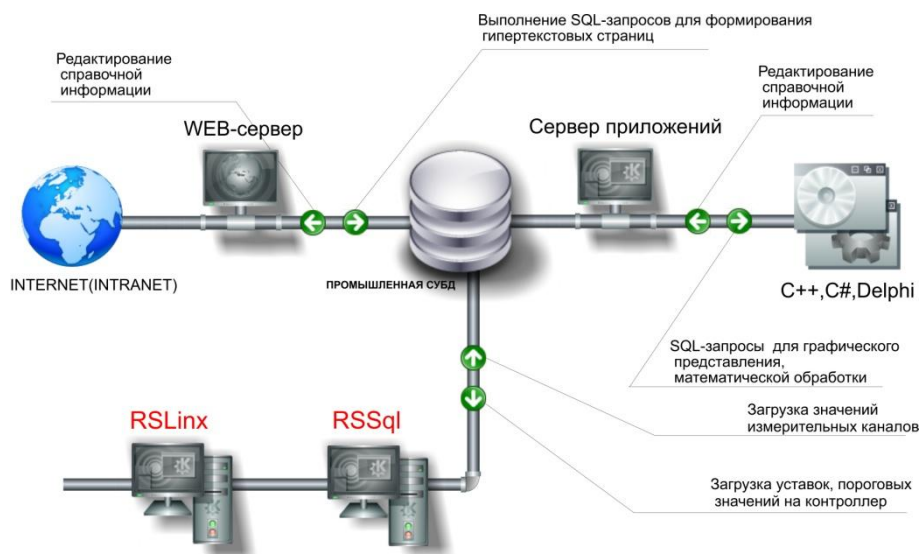 Выполнение SQL-запросов для формирования
гипертекстовых страниц
Редактирование
справочной
информации
Редактирование
справочной
информации
WEB-сервер
Сервер приложений
INTERNET(INTRANET)
ПРОМЫШЛЕННАЯ СУБД
C++,C#,Delphi
SQL-запросы для графического
представления,
математической обработки
RSLinx
RSSql
Загрузка значений
измерительных каналов
Загрузка уставок, пороговых
значений на контроллер